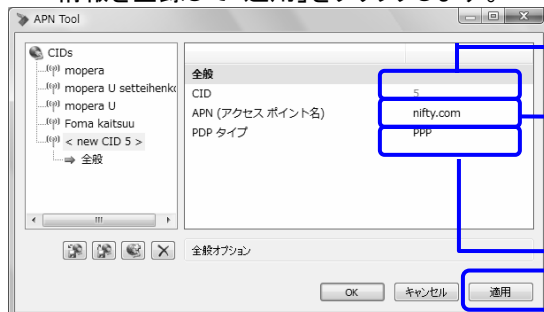 情報を登録して「適用」をクリックします。
APN Tool
CIDs
mopera
mopera U setteihenko
mopera U
Foma kaitsuu
< new CID 5 >
全般
全般
CID 5
APN (アクセス ポイント名) nifty.com
PDP タイプ PPP
全般オプション
OK キャンセル 適用